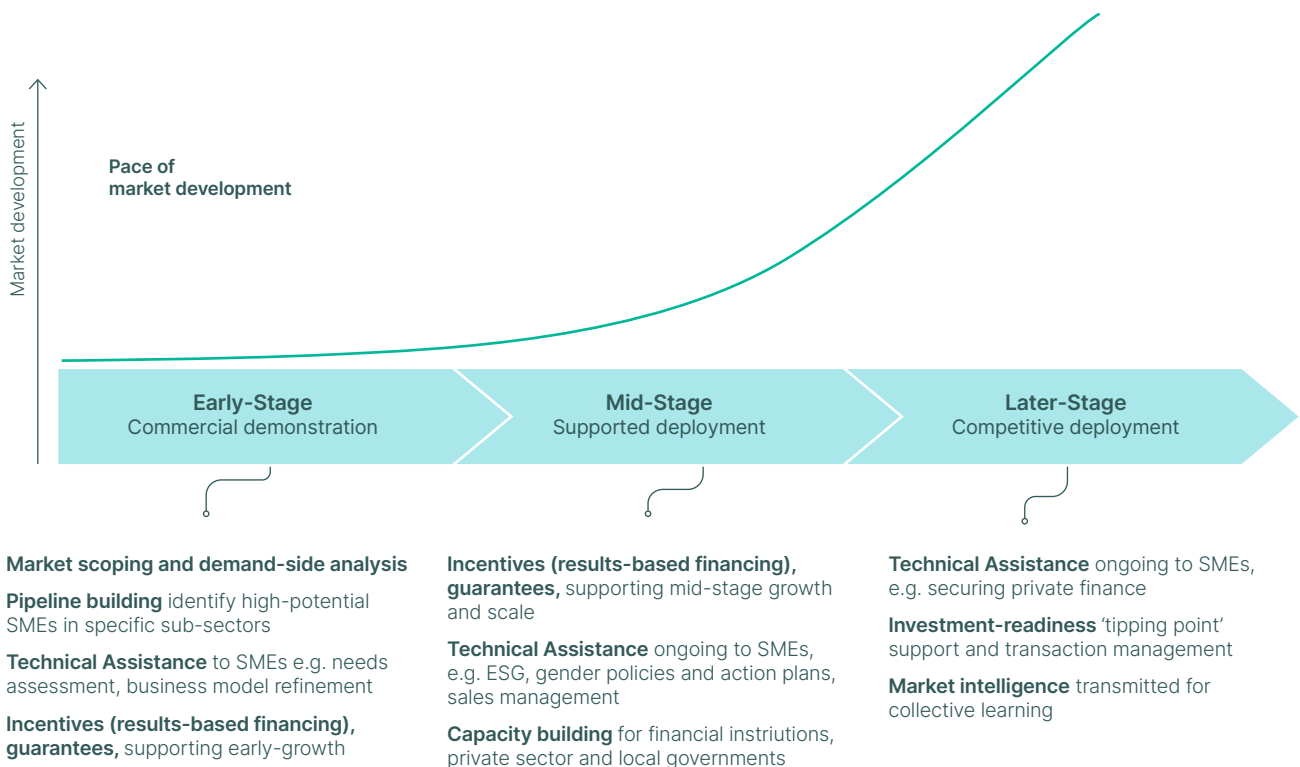 Market development
Pace of
market development
Early-Stage
Commercial demonstration
Mid-Stage
Supported deployment
Later-Stage
Competitive deployment
Market scoping and demand-side analysis
Pipeline building identify high-potential
SMEs in specific sub-sectors
Technical Assistance to SMEs e.g. needs
assessment, business model refinement
Incentives (results-based financing),
guarantees, supporting early-growth
Incentives (results-based financing),
guarantees, supporting mid-stage growth
and scale
Technical Assistance ongoing to SMEs,
e.g. ESG, gender policies and action plans,
sales management
Capacity building for financial instriutions,
private sector and local governments
Technical Assistance ongoing to SMEs,
e.g. securing private finance
Investment-readiness ‘tipping point’
support and transaction management
Market intelligence transmitted for
collective learning